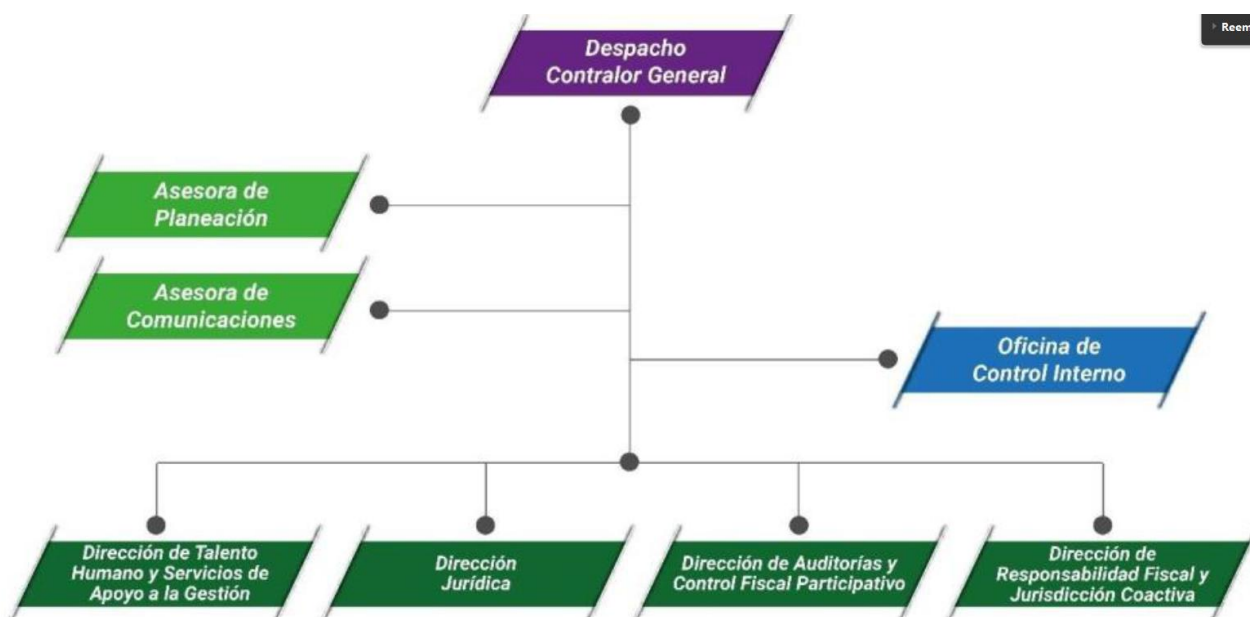 Reem
Despacho
Contralor General
Asesora de
Planeación
Asesora de
Comunicaciones
Oficina de
Control Interno
Dirección de Talento
Humano y Servicios de
Apoyo a la Gestión
Dirección
Jurídica
Dirección de Auditorías y
Control Fiscal Participativo
Dirección de
Responsabilidad Fiscal y
Jurisdicción Coactiva